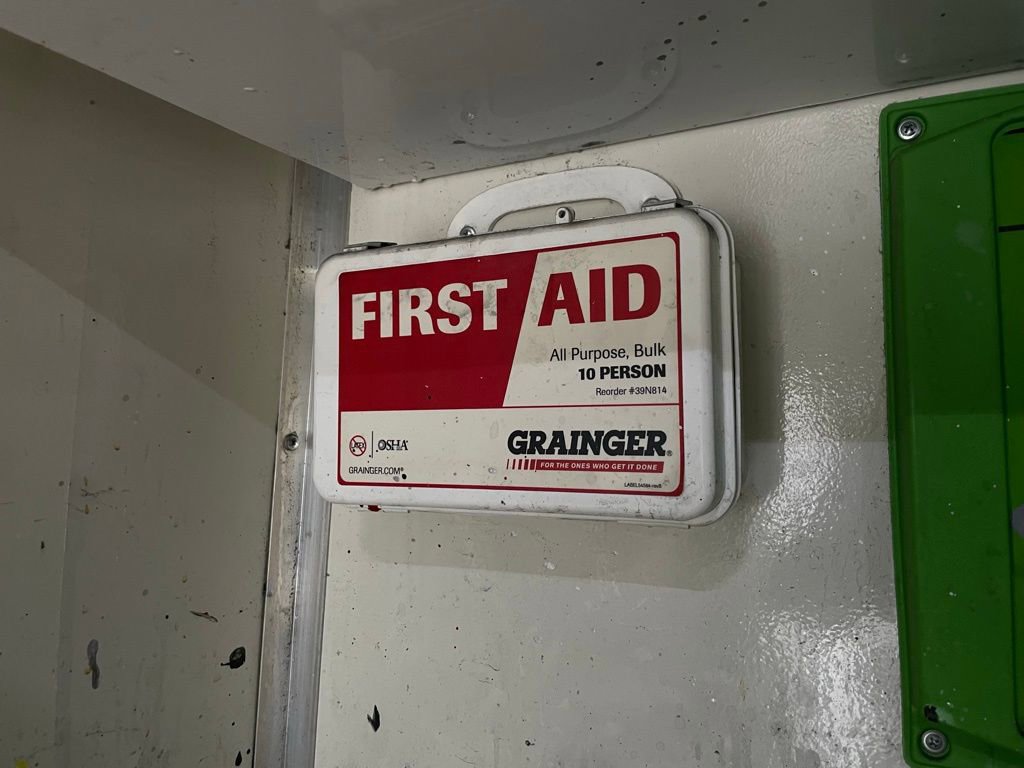 FIRST AID
All Purpose, Bulk
10 PERSON
Reorder #39N814
LATEX
OSHA
GRAINGER.COM®
GRAINGER®
FOR THE ONES WHO GET IT DONE